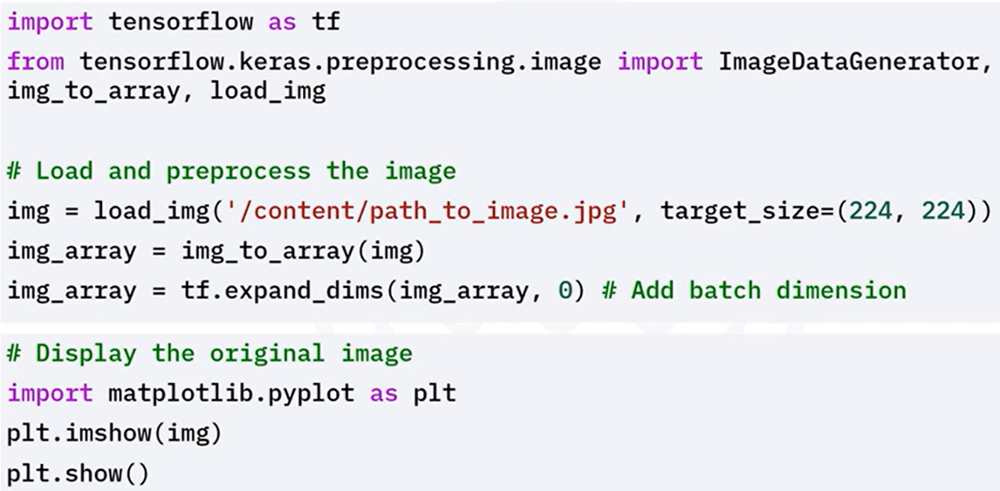 import tensorflow as tf
from tensorflow.keras.preprocessing.image import ImageDataGenerator,
img_to_array, load_img
# Load and preprocess the image
img = load_img('/content/path_to_image.jpg', target_size=(224, 224))
img_array = img_to_array(img)
img_array = tf.expand_dims(img_array, 0) # Add batch dimension
# Display the original image
import matplotlib.pyplot as plt
plt.imshow(img)
plt.show()